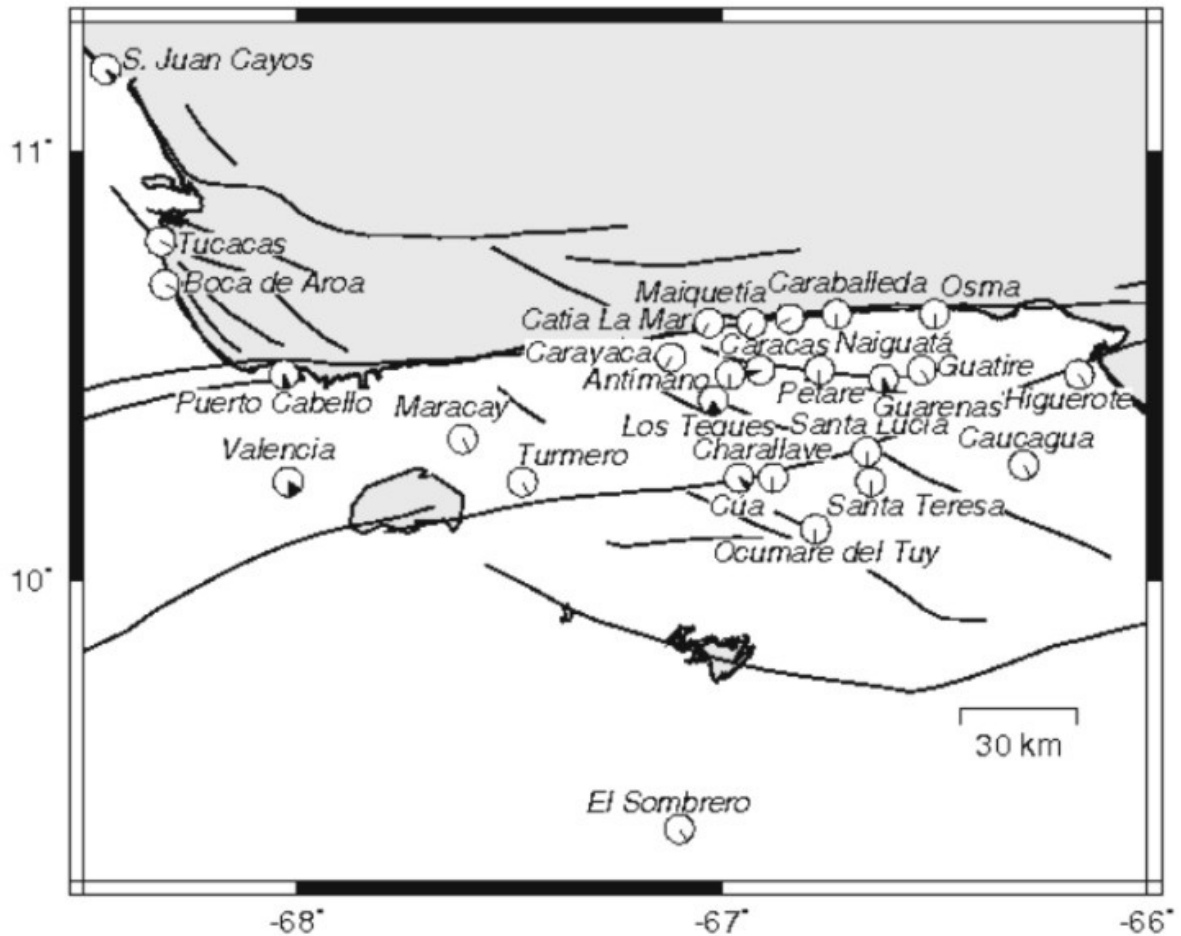 S. Juan Cayos
11°
Tucacas
Boca de Aroa
Maiquetía Caraballeda Osma
Catia La Mar
Carayaca Caracas Naiguatá
Antímano Petare Guatire
Puerto Cabello Maracay Guarenas Higuerote
Los Teques Santa Lucía
Valencia Turmero Charallave Caucagua
Cúa Santa Teresa
Ocumare del Tuy
10°
30 km
El Sombrero
-68° -67° -66°